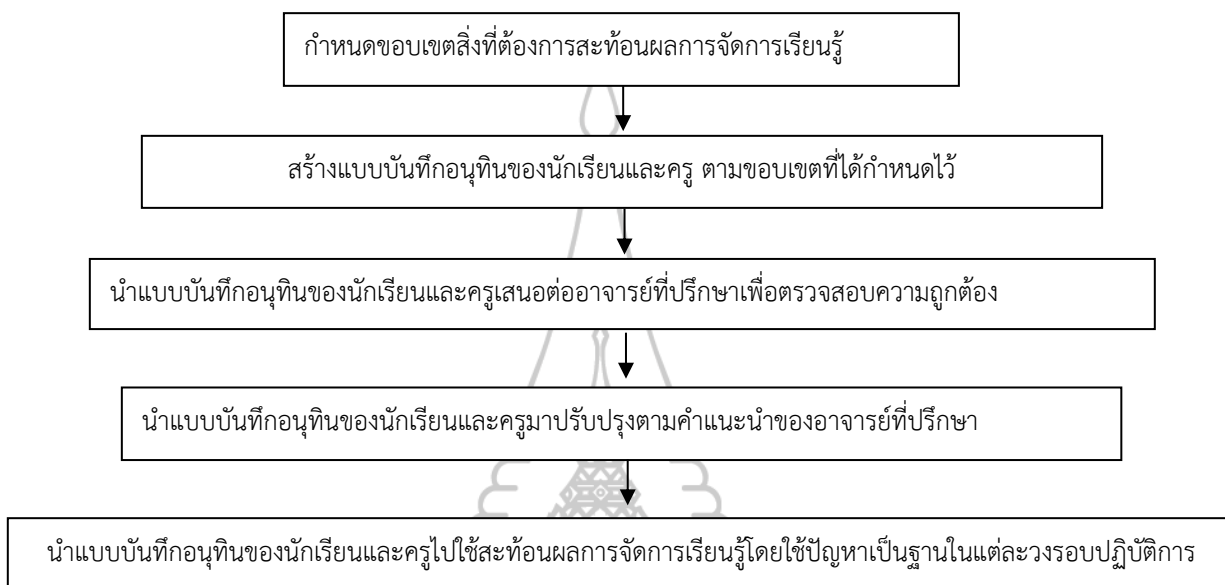 กำหนดขอบเขตสิ่งที่ต้องการสะท้อนผลการจัดการเรียนรู้
สร้างแบบบันทึกอนุทินของนักเรียนและครู ตามขอบเขตที่ได้กำหนดไว้
นำแบบบันทึกอนุทินของนักเรียนและครูเสนอต่ออาจารย์ที่ปรึกษาเพื่อตรวจสอบความถูกต้อง
นำแบบบันทึกอนุทินของนักเรียนและครูมาปรับปรุงตามคำแนะนำของอาจารย์ที่ปรึกษา
นำแบบบันทึกอนุทินของนักเรียนและครูไปใช้สะท้อนผลการจัดการเรียนรู้โดยใช้ปัญหาเป็นฐานในแต่ละวงรอบปฏิบัติการ